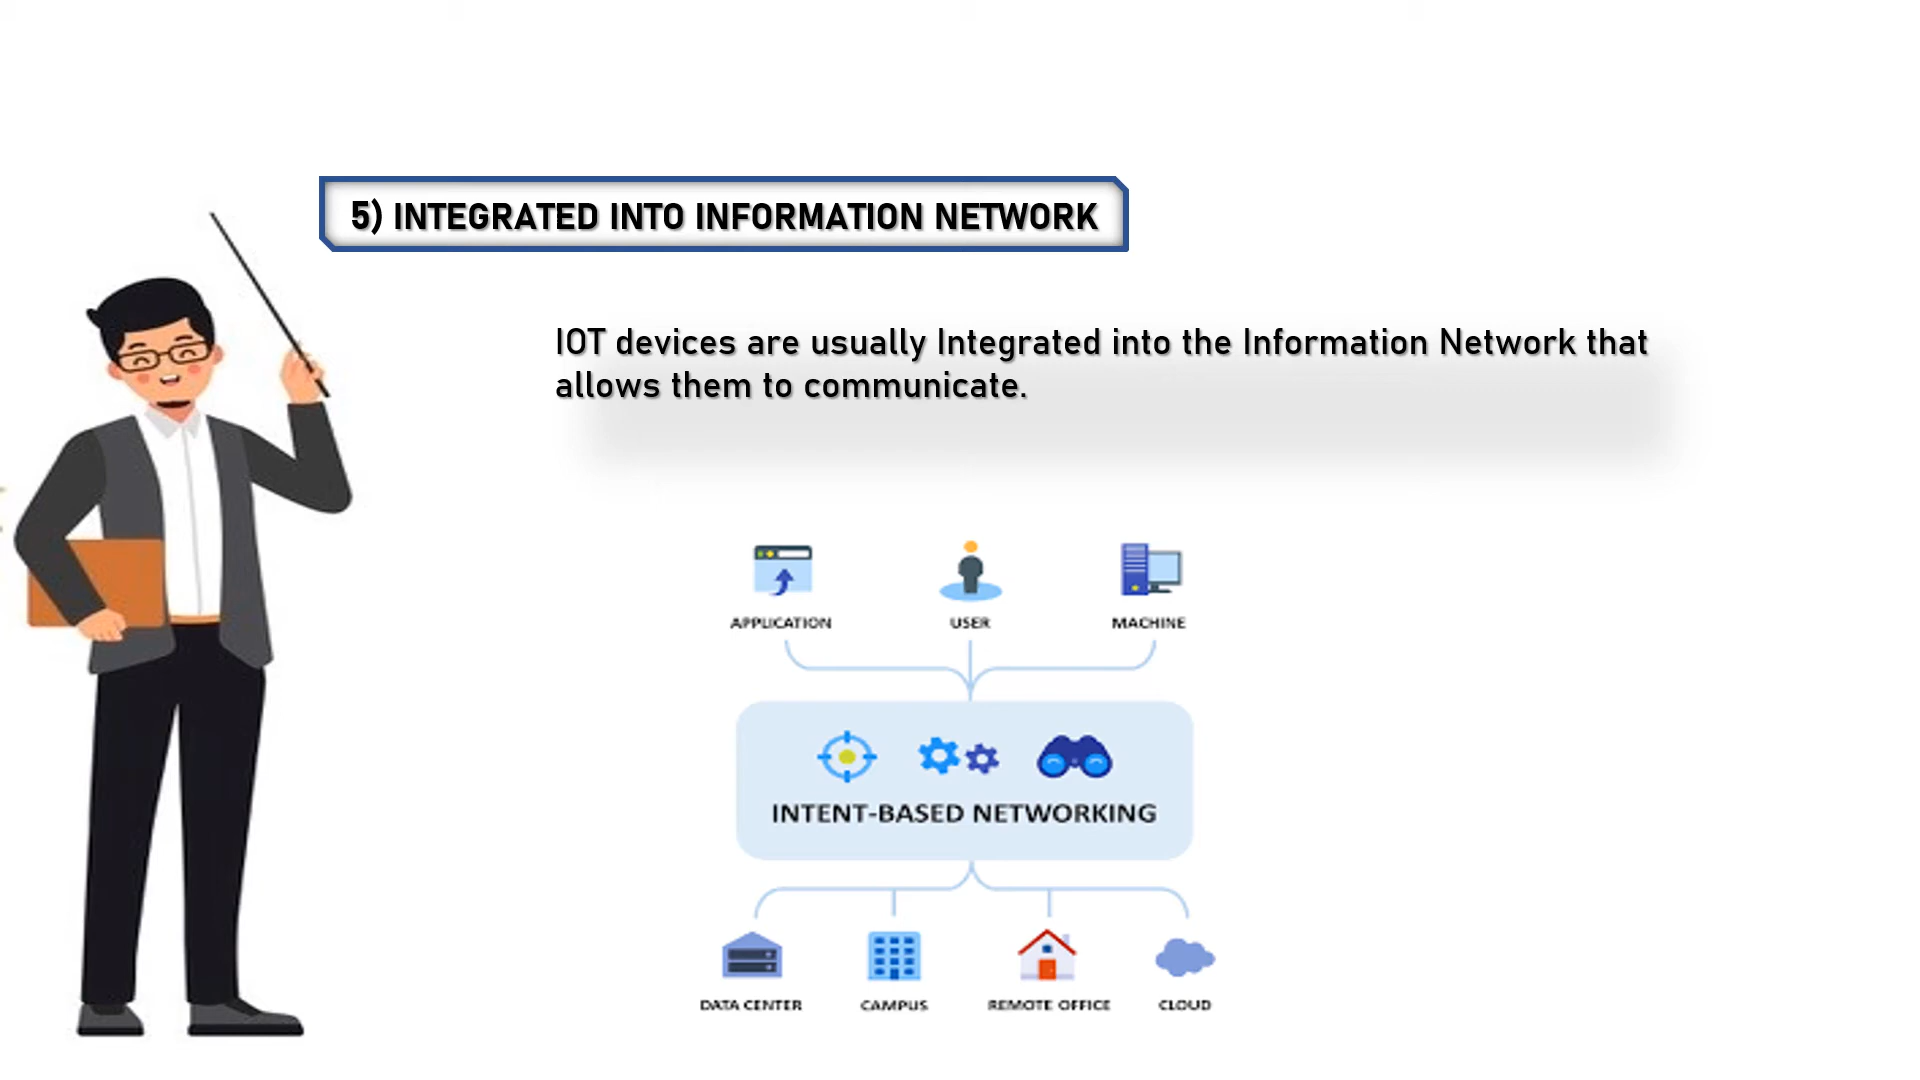 5) INTEGRATED INTO INFORMATION NETWORK
IOT devices are usually Integrated into the Information Network that
allows them to communicate.
APPLICATION USER MACHINE
INTENT-BASED NETWORKING
DATA CENTER CAMPUS REMOTE OFFICE CLOUD